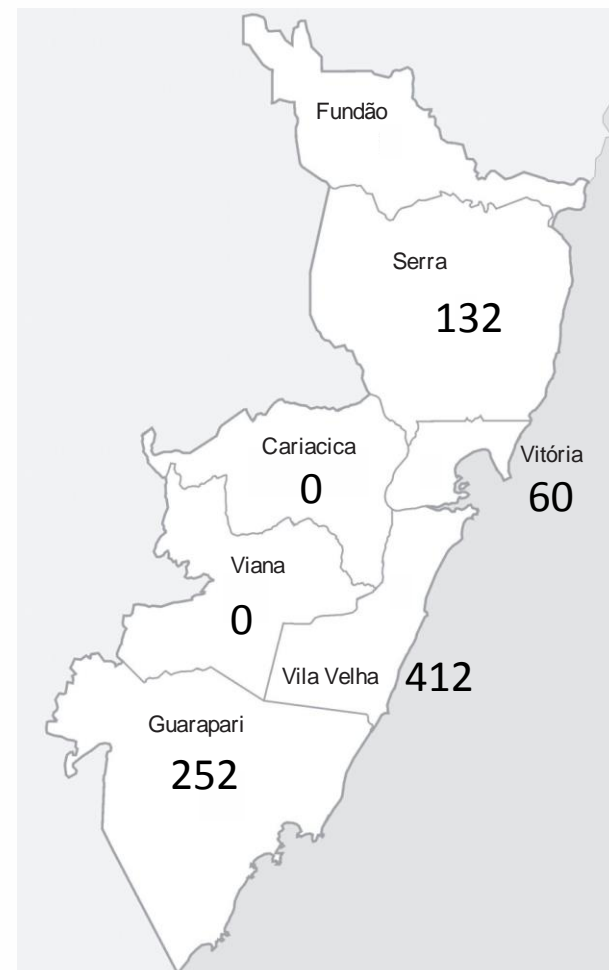 Fundão
Serra
132
Cariacica
0
Vitória
60
Viana
0
Vila Velha
412
Guarapari
252